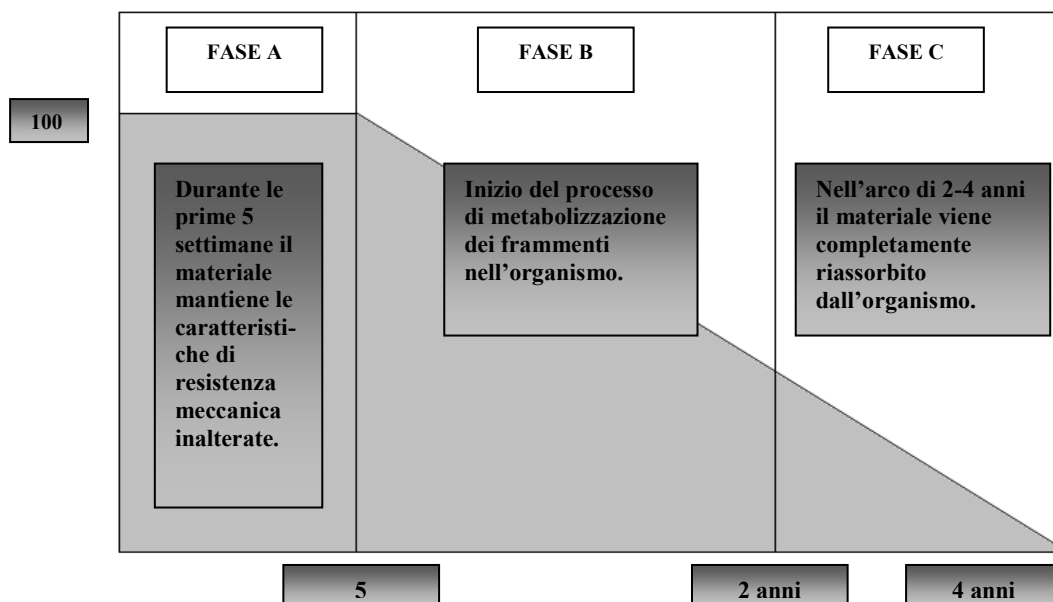 FASE A
FASE B
FASE C
100
Durante le
prime 5
settimane il
materiale
mantiene le
caratteristi-
che di
resistenza
meccanica
inalterate.
Inizio del processo
di metabolizzazione
dei frammenti
nell’organismo.
Nell’arco di 2-4 anni
il materiale viene
completamente
riassorbito
dall’organismo.
5
2 anni
4 anni